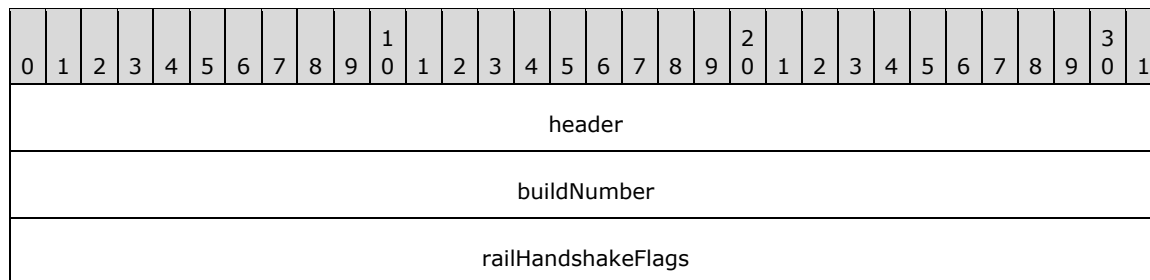 1 2 3
0 1 2 3 4 5 6 7 8 9 0 1 2 3 4 5 6 7 8 9 0 1 2 3 4 5 6 7 8 9 0 1
header
buildNumber
railHandshakeFlags